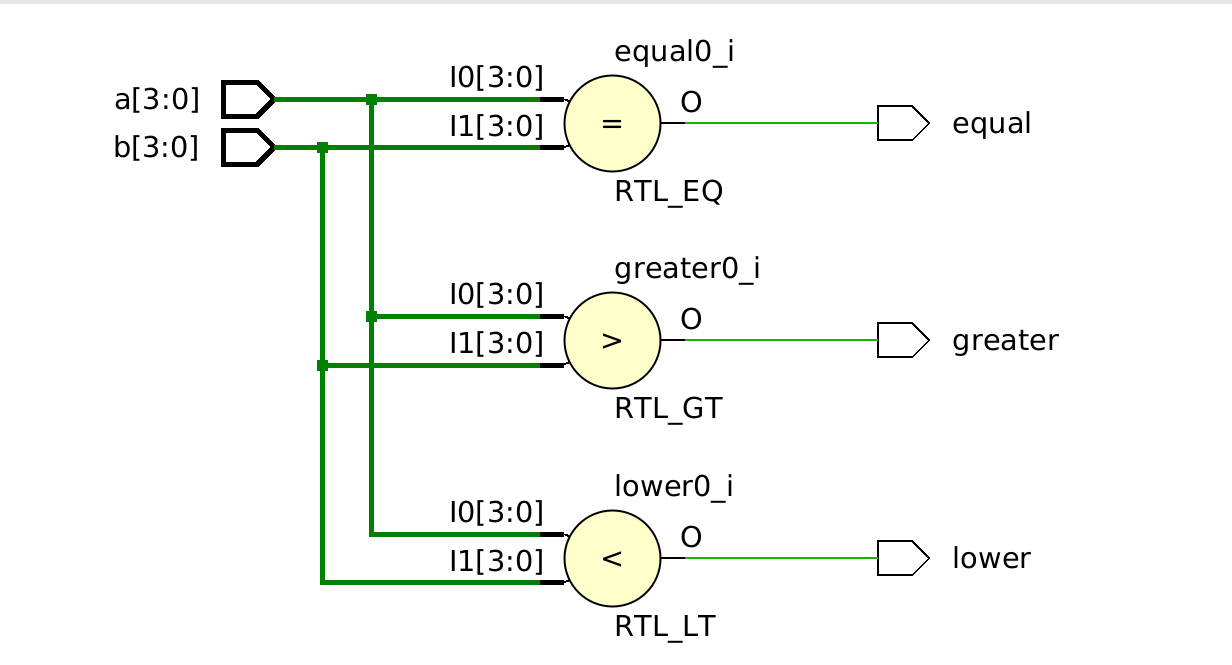 equal0_i
a[3:0]
I0[3:0]
O
b[3:0]
I1[3:0]
=
equal
RTL_EQ
greater0_i
I0[3:0]
O
I1[3:0]
>
greater
RTL_GT
lower0_i
I0[3:0]
O
I1[3:0]
<
lower
RTL_LT